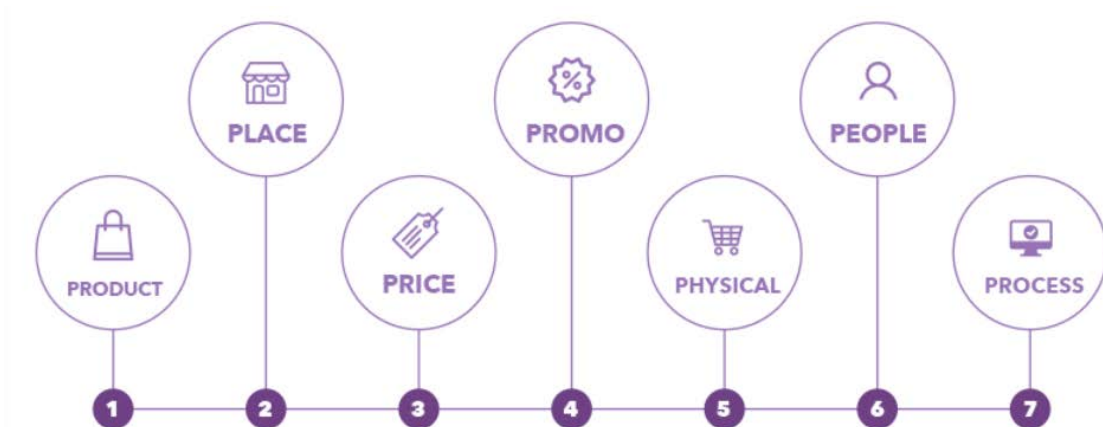 PRODUCT
PLACE
PRICE
%
PROMO
PHYSICAL
PEOPLE
PROCESS
1 2 3 4 5 6 7